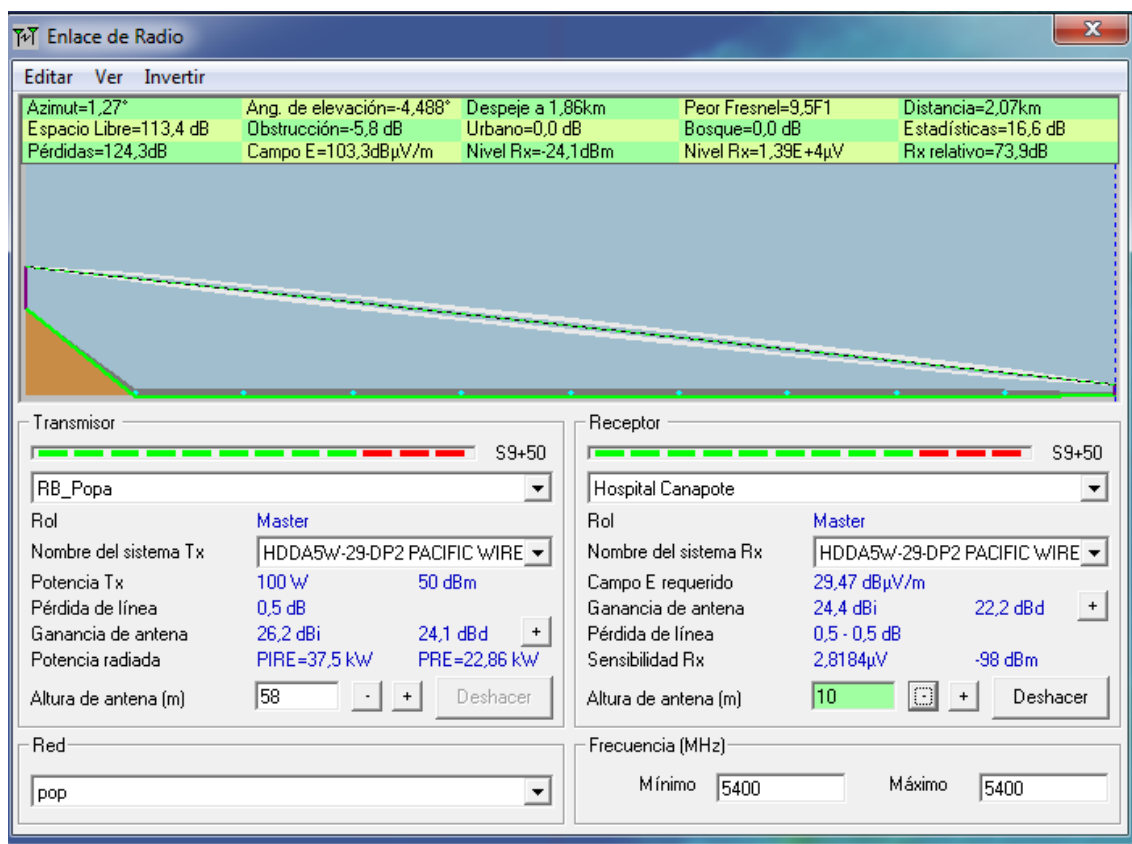 Enlace de Radio
Editar Ver Invertir
Azimut=1,27° Ang. de elevación=-4,488° Despeje a 1,86km Peor Fresnel=9,5F1 Distancia=2,07km
Espacio Libre=113,4 dB Obstrucción=-5,8 dB Urbano=0,0 dB Bosque=0,0 dB Estadísticas=16,6 dB
Pérdidas=124,3dB Campo E=103,3dBμV/m Nivel Rx=-24,1dBm Nivel Rx=1,39E+4μV Rx relativo=73,9dB
Transmisor
S9+50
RB_Popa
Rol Master
Nombre del sistema Tx HDDA5W-29-DP2 PACIFIC WIRE
Potencia Tx 100 W 50 dBm
Pérdida de línea 0,5 dB
Ganancia de antena 26,2 dBi 24,1 dBd +
Potencia radiada PIRE=37,5 kW PRE=22,86 kW
Altura de antena (m) 58 - + Deshacer
Receptor
S9+50
Hospital Canapote
Rol Master
Nombre del sistema Rx HDDA5W-29-DP2 PACIFIC WIRE
Campo E requerido 29,47 dBμV/m
Ganancia de antena 24,4 dBi 22,2 dBd +
Pérdida de línea 0,5 - 0,5 dB
Sensibilidad Rx 2,8184μV -98 dBm
Altura de antena (m) 10 - + Deshacer
Red
pop
Frecuencia (MHz)
Mínimo 5400 Máximo 5400